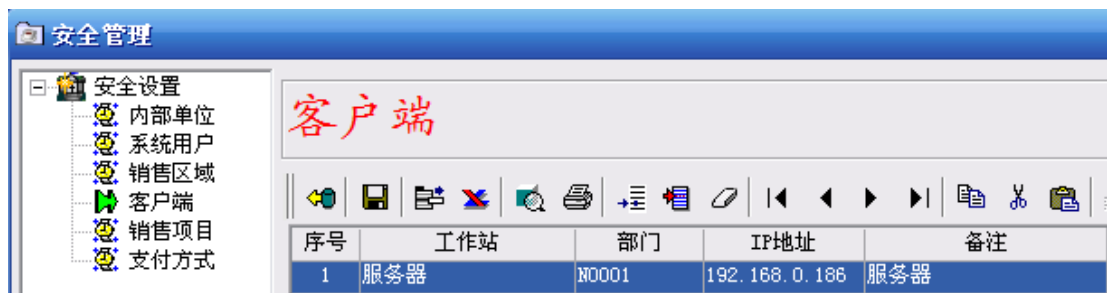 安全管理
安全设置
内部单位
系统用户
销售区域
客户端
销售项目
支付方式
客户端
序号 工作站 部门 IP地址 备注
1 服务器 N0001 192.168.0.186 服务器